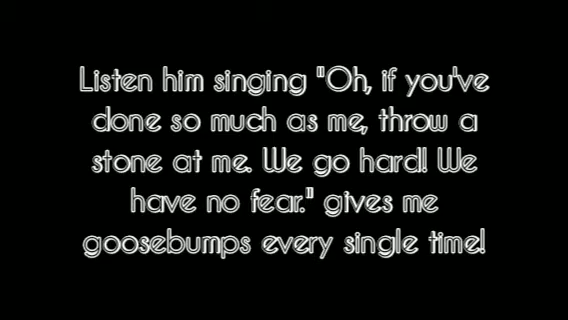 Listen him singing "Oh, if you've
done so much as me, throw a
stone at me. We go hard! We
have no fear." gives me
goosebumps every single time!